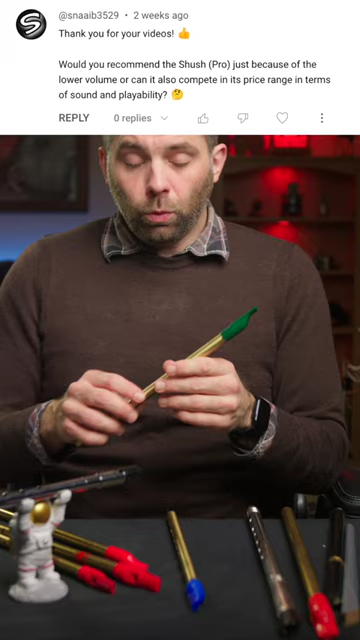 @snaaib3529 • 2 weeks ago
Thank you for your videos! 👍
Would you recommend the Shush (Pro) just because of the
lower volume or can it also compete in its price range in terms
of sound and playability? 🤔
REPLY 0 replies